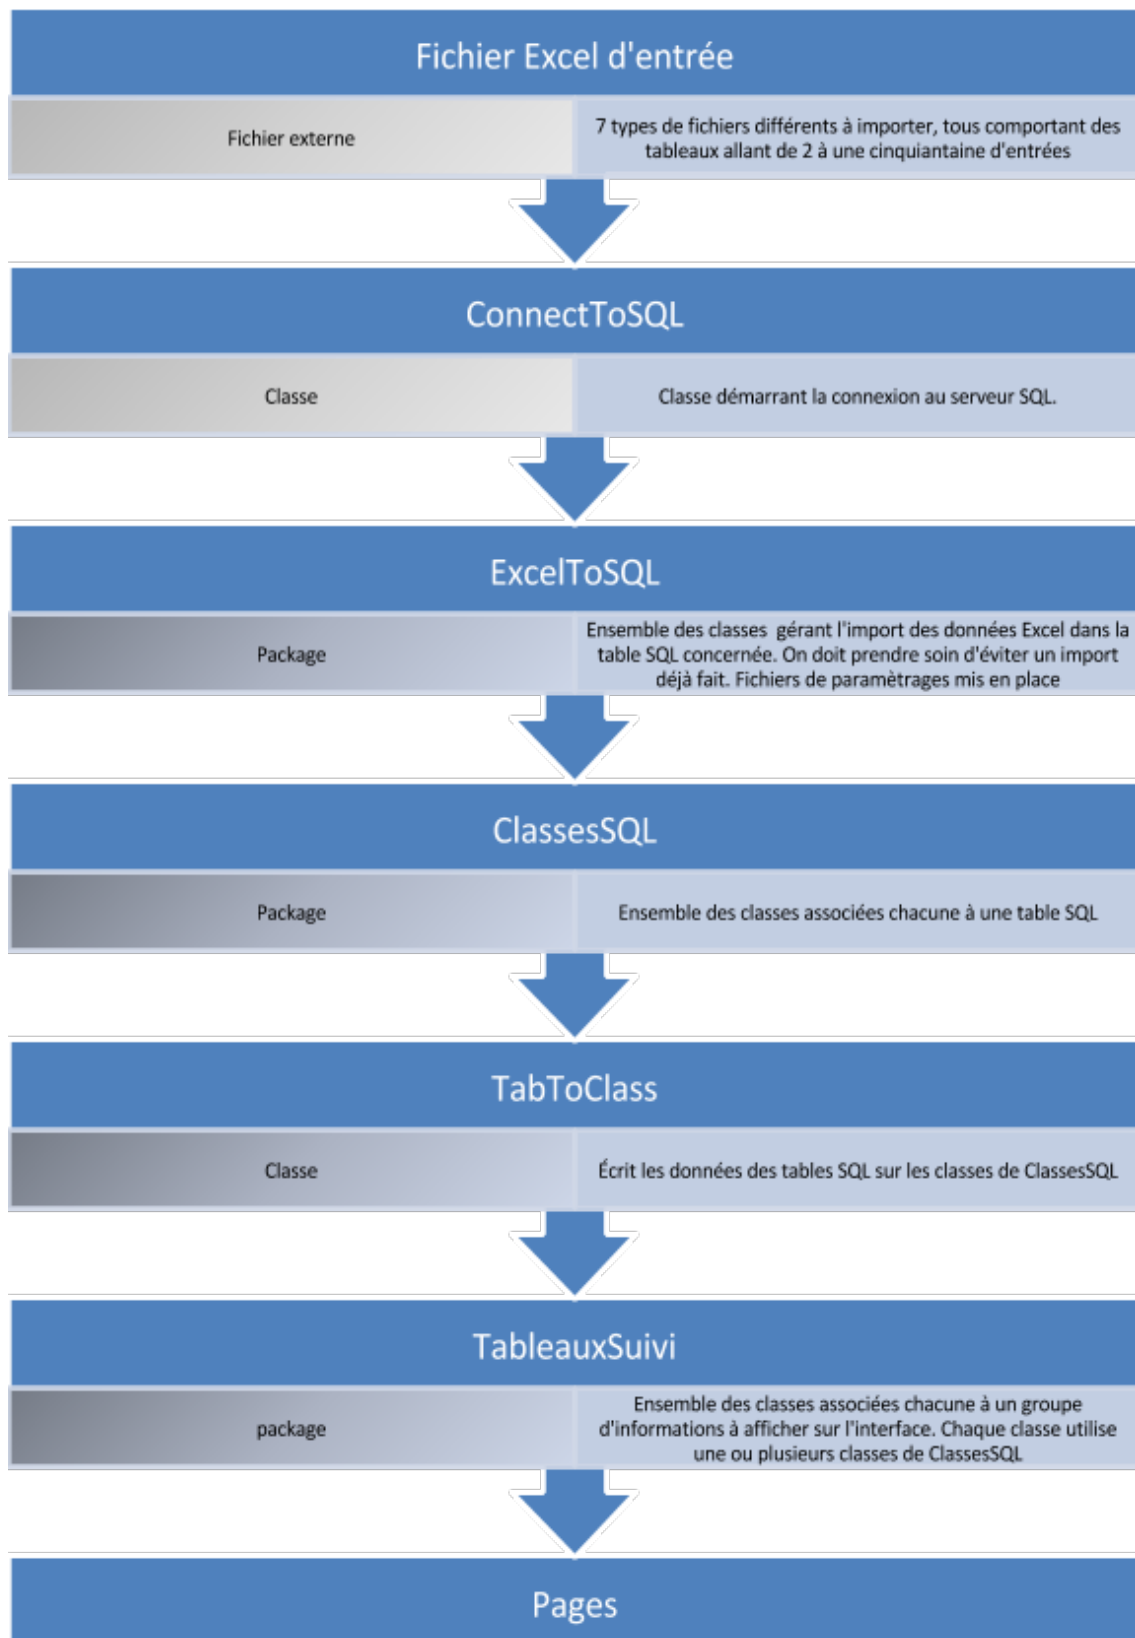 Fichier Excel d'entrée
Fichier externe
7 types de fichiers différents à importer, tous comportant des
tableaux allant de 2 à une cinquiantaine d'entrées
ConnectToSQL
Classe
Classe démarrant la connexion au serveur SQL.
ExcelToSQL
Package
Ensemble des classes gérant l'import des données Excel dans la
table SQL concernée. On doit prendre soin d'éviter un import
déjà fait. Fichiers de paramètrages mis en place
ClassesSQL
Package
Ensemble des classes associées chacune à une table SQL
TabToClass
Classe
Écrit les données des tables SQL sur les classes de ClassesSQL
TableauxSuivi
package
Ensemble des classes associées chacune à un groupe
d'informations à afficher sur l'interface. Chaque classe utilise
une ou plusieurs classes de ClassesSQL
Pages